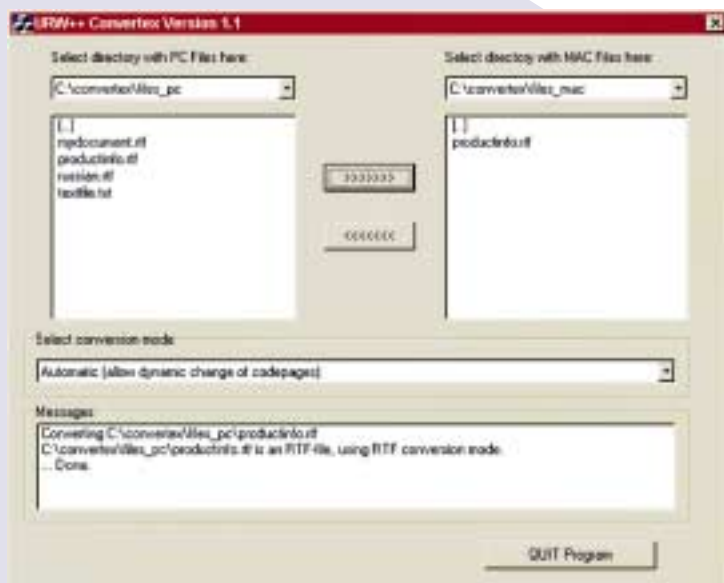 URW++ Convertex Version 1.1
Select directory with PC Files here:
Select directory with MAC Files here:
C:\convertex\files_pc
C:\convertex\files_mac
[..]
mydocument.rtf
productinfo.rtf
russian.rtf
textfile.txt
[..]
productinfo.rtf
>>>>>>>
<<<<<<<
Select conversion mode
Automatic (allow dynamic change of codepages)
Messages
Converting C:\convertex\files_pc\productinfo.rtf
C:\convertex\files_pc\productinfo.rtf is an RTF-file, using RTF conversion mode.
... Done.
QUIT Program